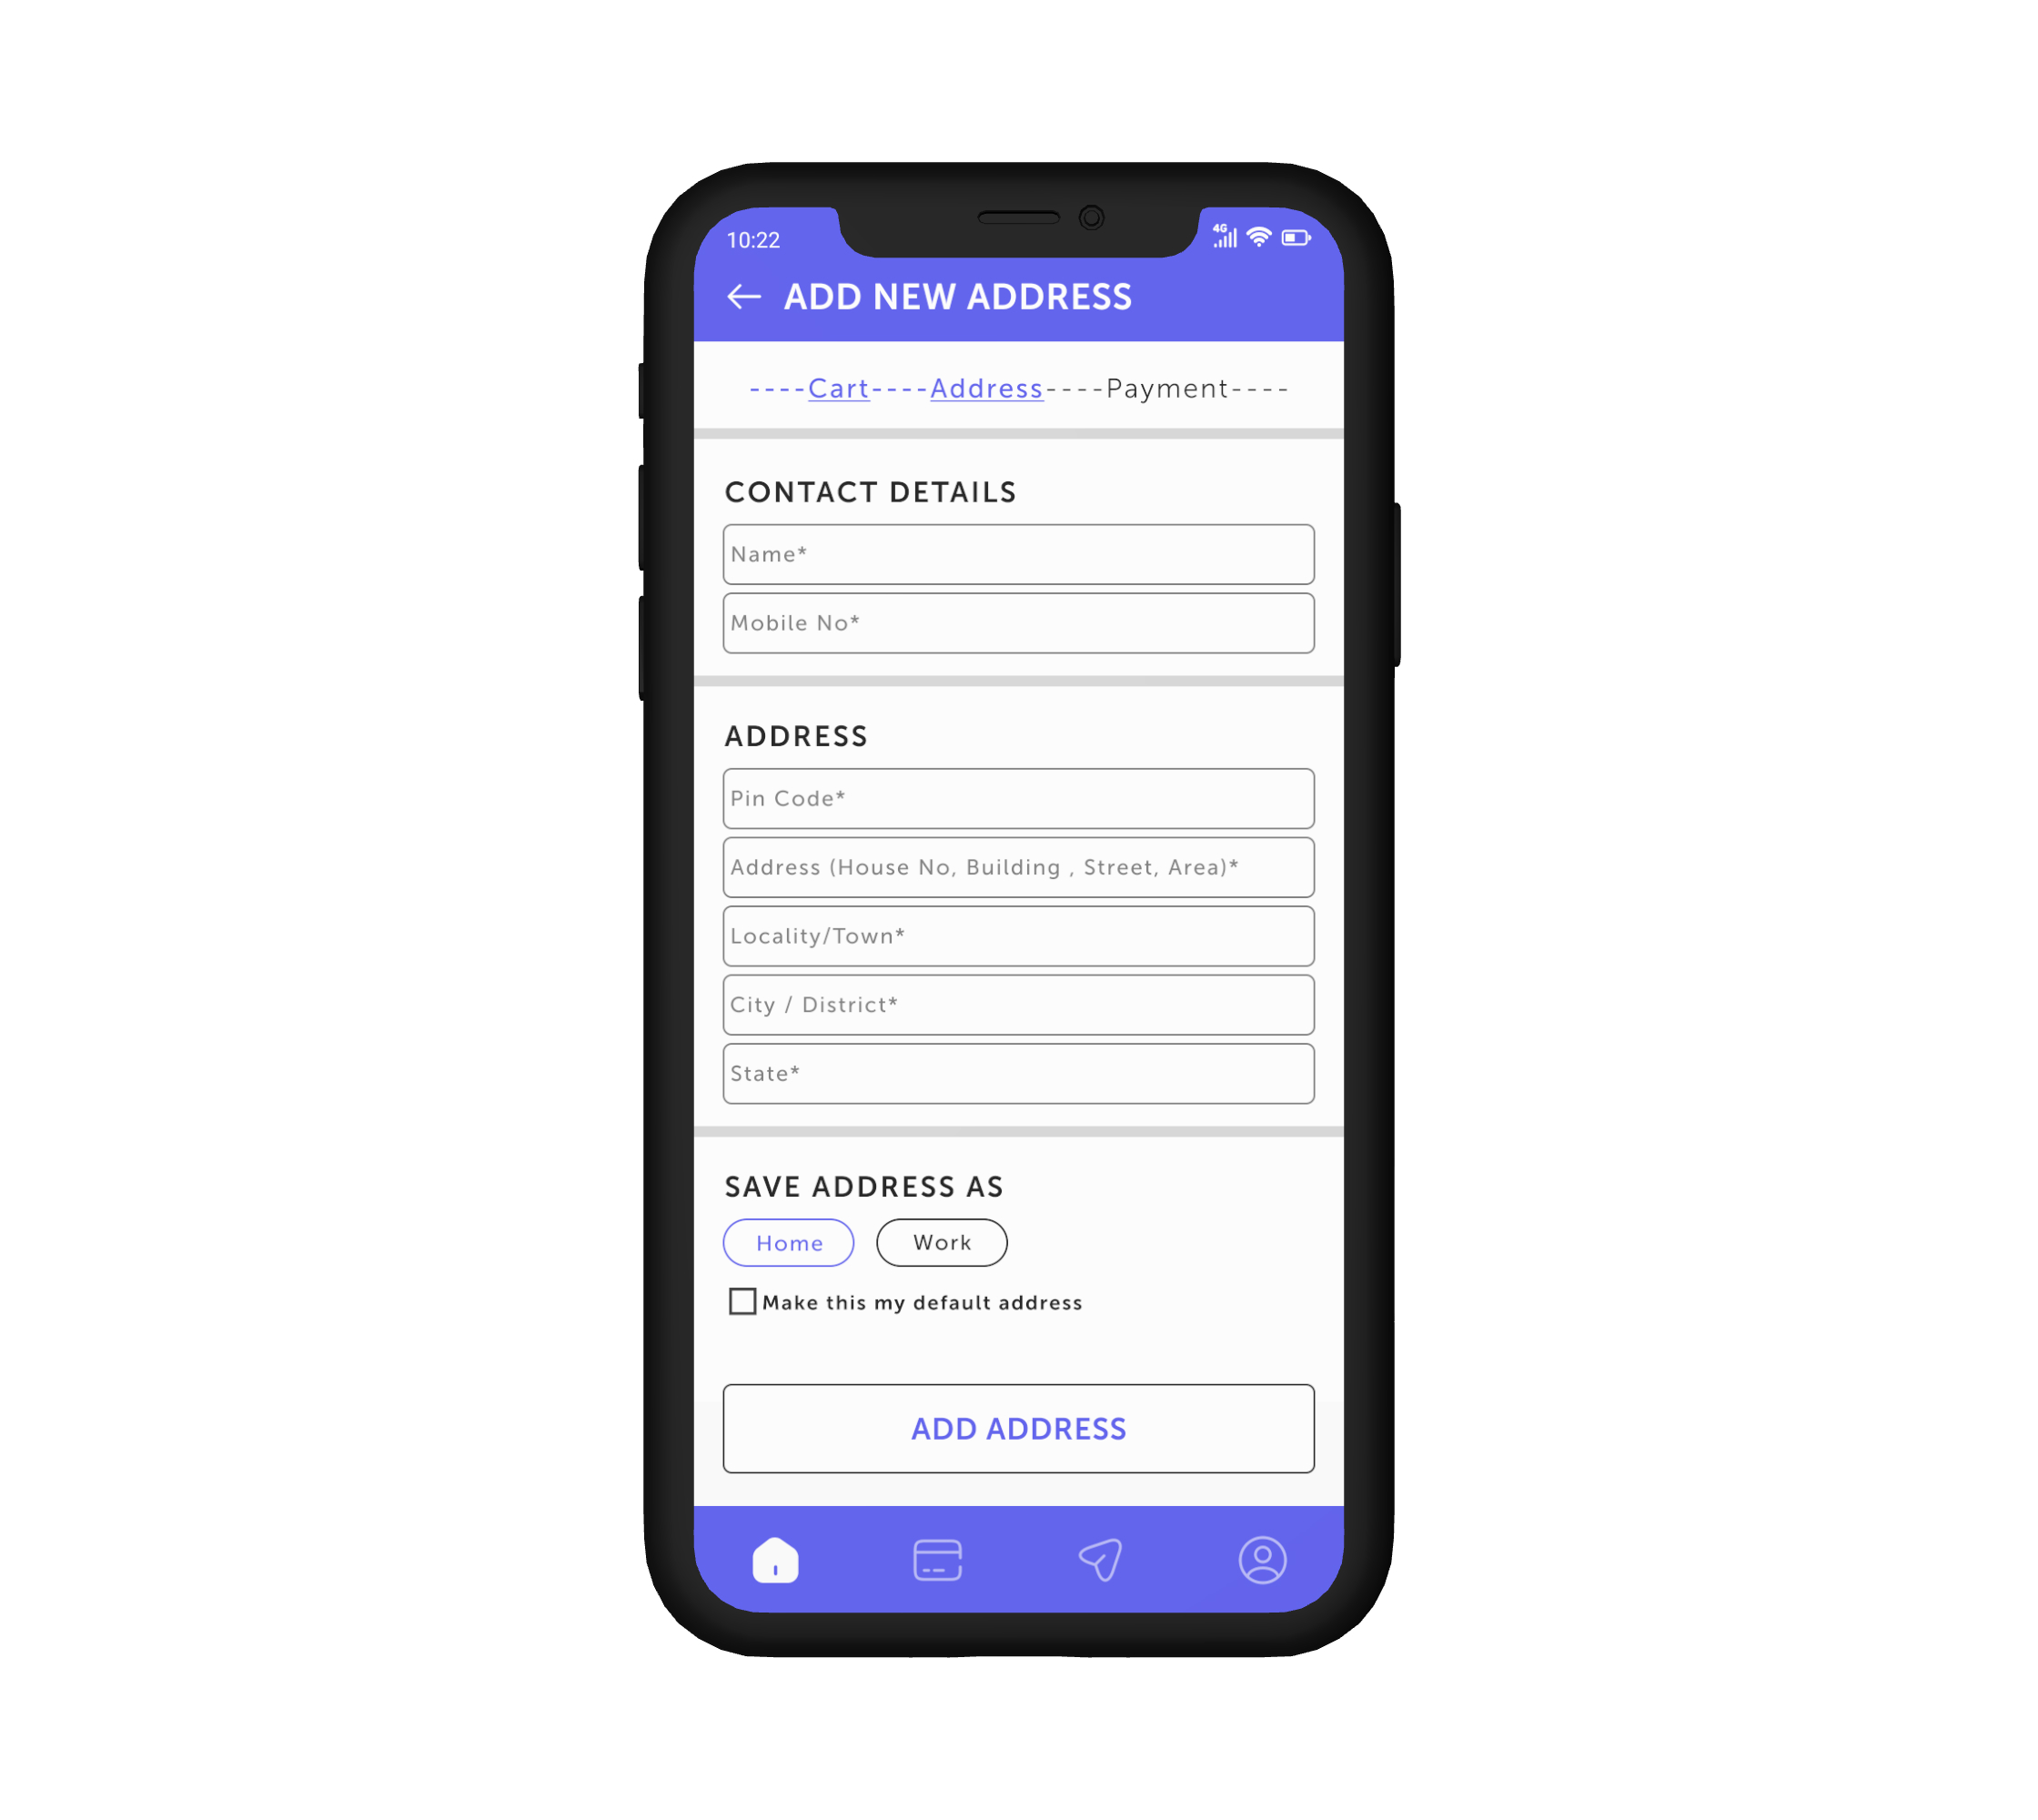 10:22 4G
ADD NEW ADDRESS
----Cart----Address----Payment----
CONTACT DETAILS
Name*
Mobile No*
ADDRESS
Pin Code*
Address (House No, Building , Street, Area)*
Locality/Town*
City / District*
State*
SAVE ADDRESS AS
Home Work
Make this my default address
ADD ADDRESS